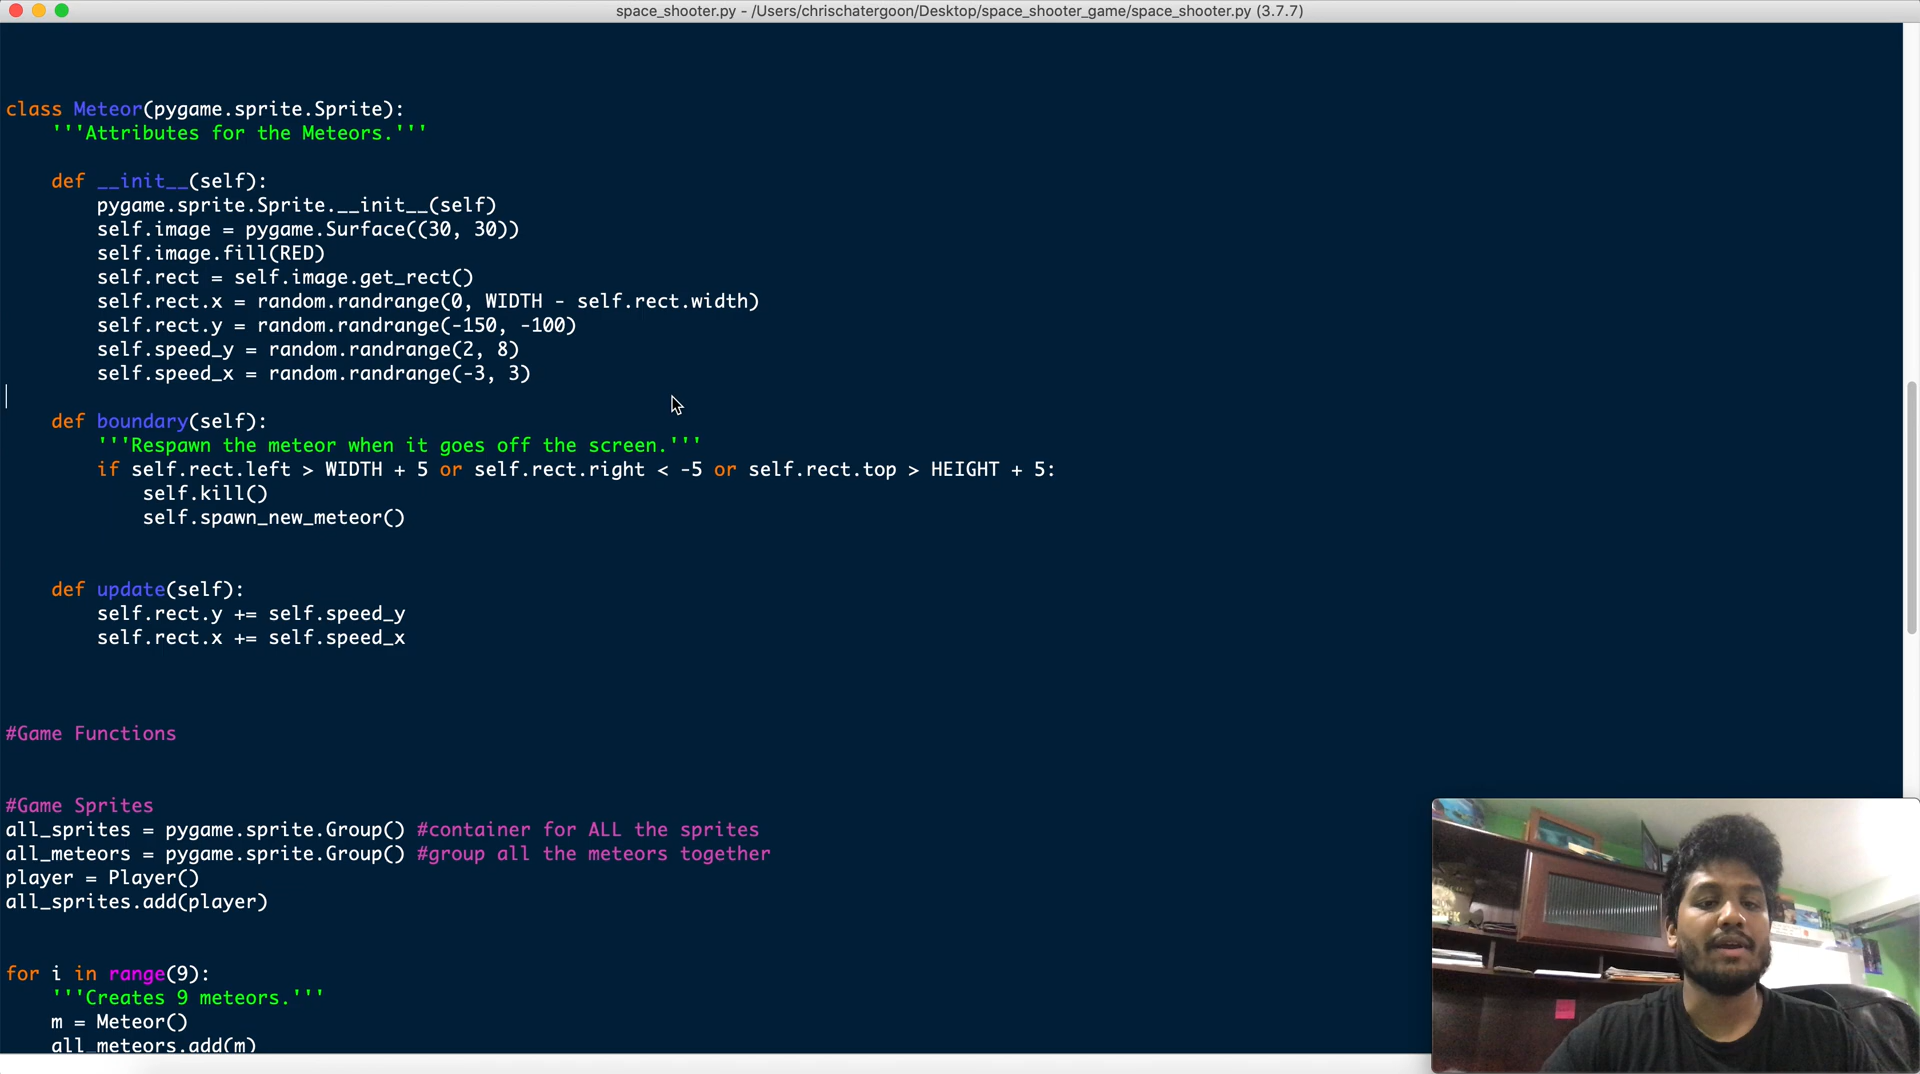 space_shooter.py - /Users/chrischatergoon/Desktop/space_shooter_game/space_shooter.py (3.7.7)
class Meteor(pygame.sprite.Sprite):
    '''Attributes for the Meteors.'''
    def __init__(self):
        pygame.sprite.Sprite.__init__(self)
        self.image = pygame.Surface((30, 30))
        self.image.fill(RED)
        self.rect = self.image.get_rect()
        self.rect.x = random.randrange(0, WIDTH - self.rect.width)
        self.rect.y = random.randrange(-150, -100)
        self.speed_y = random.randrange(2, 8)
        self.speed_x = random.randrange(-3, 3)
    def boundary(self):
        '''Respawn the meteor when it goes off the screen.'''
        if self.rect.left > WIDTH + 5 or self.rect.right < -5 or self.rect.top > HEIGHT + 5:
            self.kill()
            self.spawn_new_meteor()
    def update(self):
        self.rect.y += self.speed_y
        self.rect.x += self.speed_x
#Game Functions
#Game Sprites
all_sprites = pygame.sprite.Group() #container for ALL the sprites
all_meteors = pygame.sprite.Group() #group all the meteors together
player = Player()
all_sprites.add(player)
for i in range(9):
    '''Creates 9 meteors.'''
    m = Meteor()
    all_meteors.add(m)